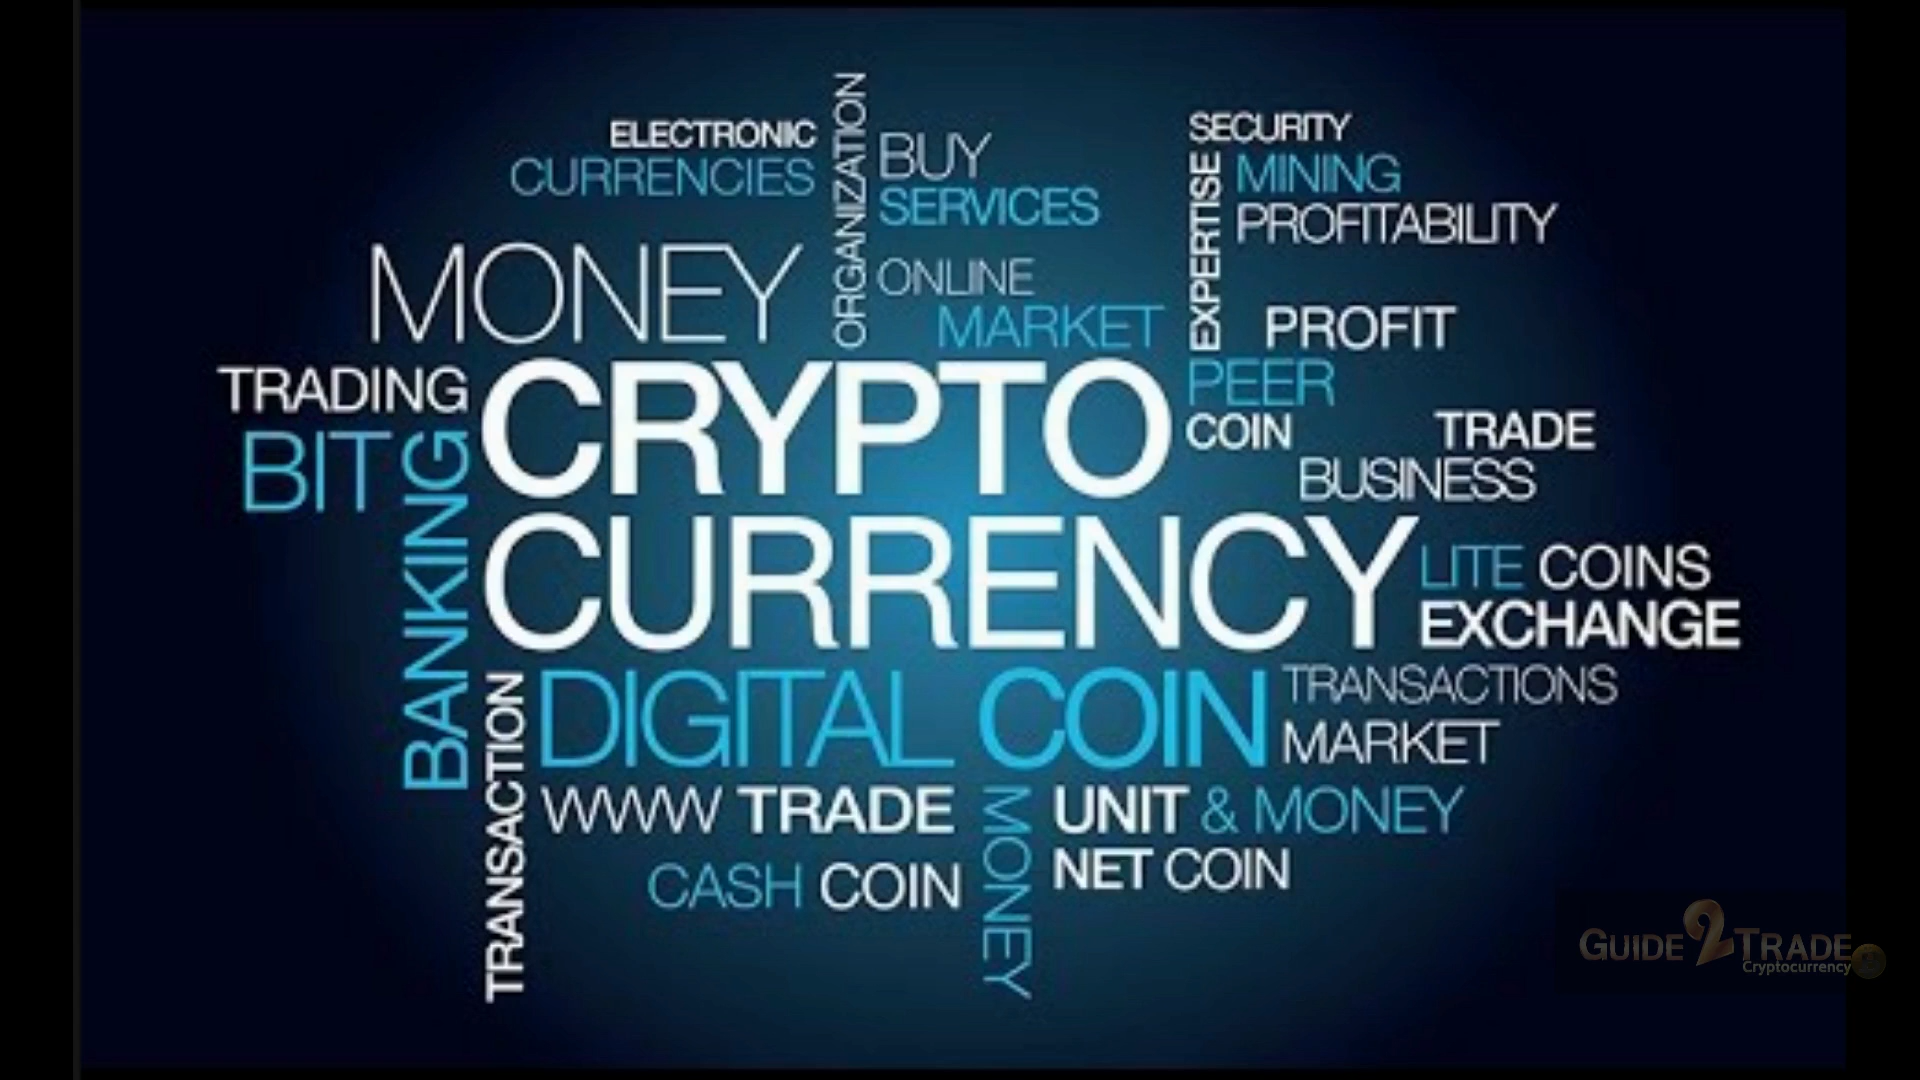 ELECTRONIC
CURRENCIES
ORGANIZATION
BUY
SERVICES
ONLINE
MARKET
SECURITY
EXPERTISE
MINING
PROFITABILITY
PROFIT
MONEY
TRADING
BIT
BANKING
CRYPTO
CURRENCY
PEER
COIN
TRADE
BUSINESS
LITE COINS
EXCHANGE
TRANSACTION
DIGITAL COIN
TRANSACTIONS
MARKET
WWW TRADE
CASH COIN
MONEY
UNIT & MONEY
NET COIN
GUIDE2TRADE
Cryptocurrency